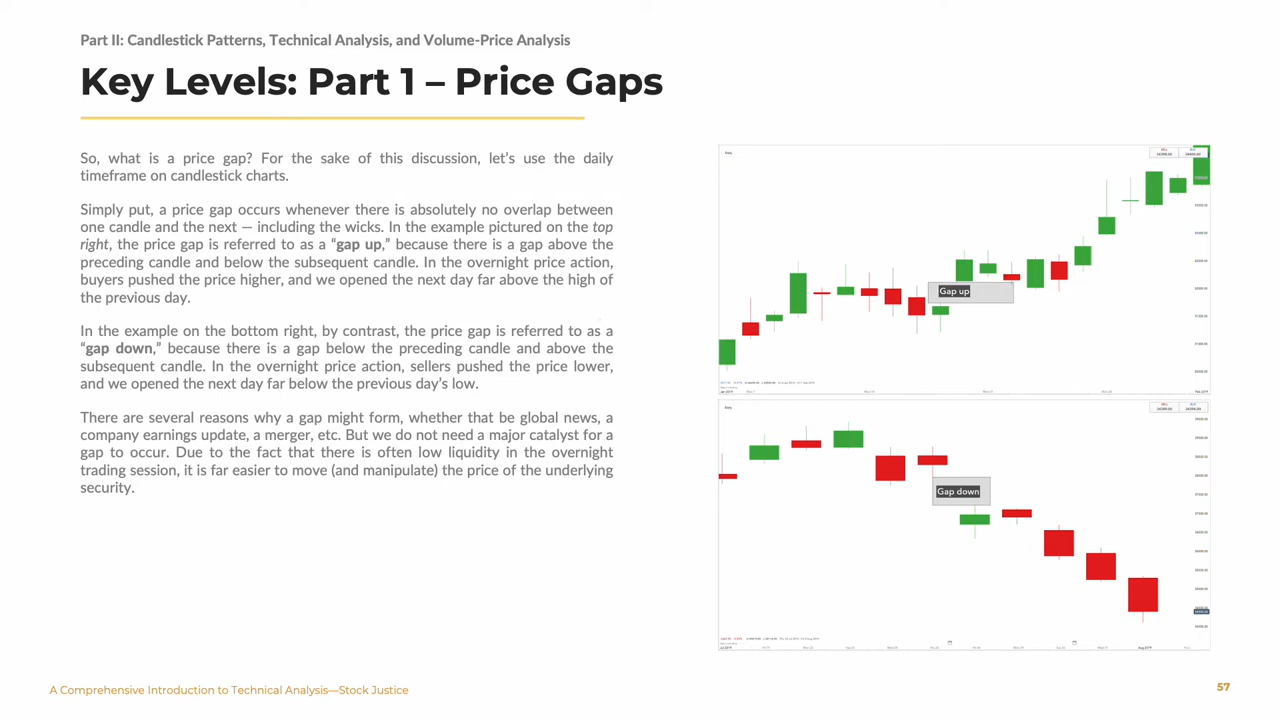 Part II: Candlestick Patterns, Technical Analysis, and Volume-Price Analysis
Key Levels: Part 1 – Price Gaps
So, what is a price gap? For the sake of this discussion, let’s use the daily
timeframe on candlestick charts.
Simply put, a price gap occurs whenever there is absolutely no overlap between
one candle and the next — including the wicks. In the example pictured on the top
right, the price gap is referred to as a “gap up,” because there is a gap above the
preceding candle and below the subsequent candle. In the overnight price action,
buyers pushed the price higher, and we opened the next day far above the high of
the previous day.
In the example on the bottom right, by contrast, the price gap is referred to as a
“gap down,” because there is a gap below the preceding candle and above the
subsequent candle. In the overnight price action, sellers pushed the price lower,
and we opened the next day far below the previous day’s low.
There are several reasons why a gap might form, whether that be global news, a
company earnings update, a merger, etc. But we do not need a major catalyst for a
gap to occur. Due to the fact that there is often low liquidity in the overnight
trading session, it is far easier to move (and manipulate) the price of the underlying
security.
SELL BUY
Gap up
SELL BUY
Gap down
A Comprehensive Introduction to Technical Analysis—Stock Justice
57